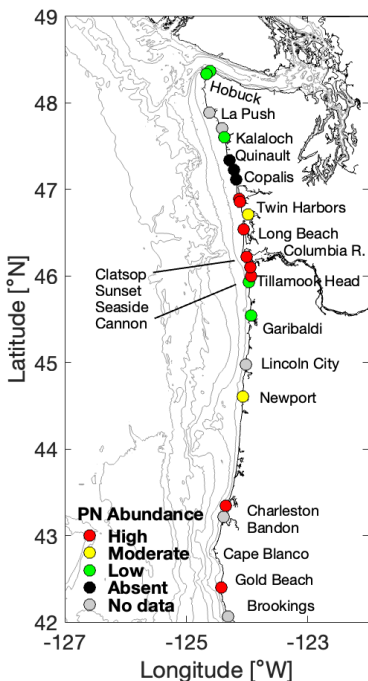 49
48
47
46
45
44
43
42
Latitude [°N]
Hobuck
La Push
Kalaloch
Quinault
Copalis
Twin Harbors
Long Beach
Columbia R.
Clatsop
Sunset
Seaside
Cannon
Tillamook Head
Garibaldi
Lincoln City
Newport
Charleston
Bandon
Cape Blanco
Gold Beach
Brookings
PN Abundance
High
Moderate
Low
Absent
No data
-127
-125
-123
Longitude [°W]